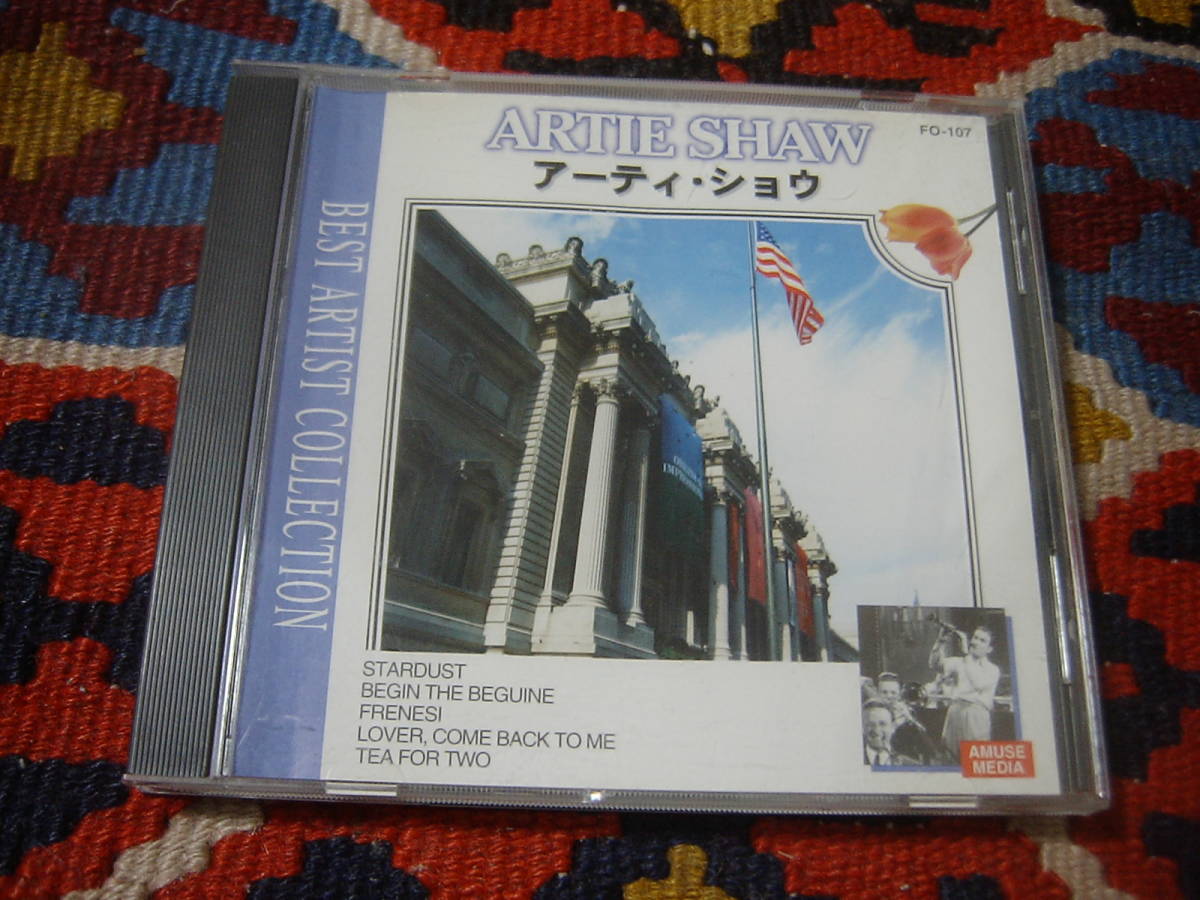 ARTIE SHAW
FO-107
アーティ・ショウ
BEST ARTIST COLLECTION
STARDUST
BEGIN THE BEGUINE
FRENESI
LOVER, COME BACK TO ME
TEA FOR TWO
AMUSE
MEDIA